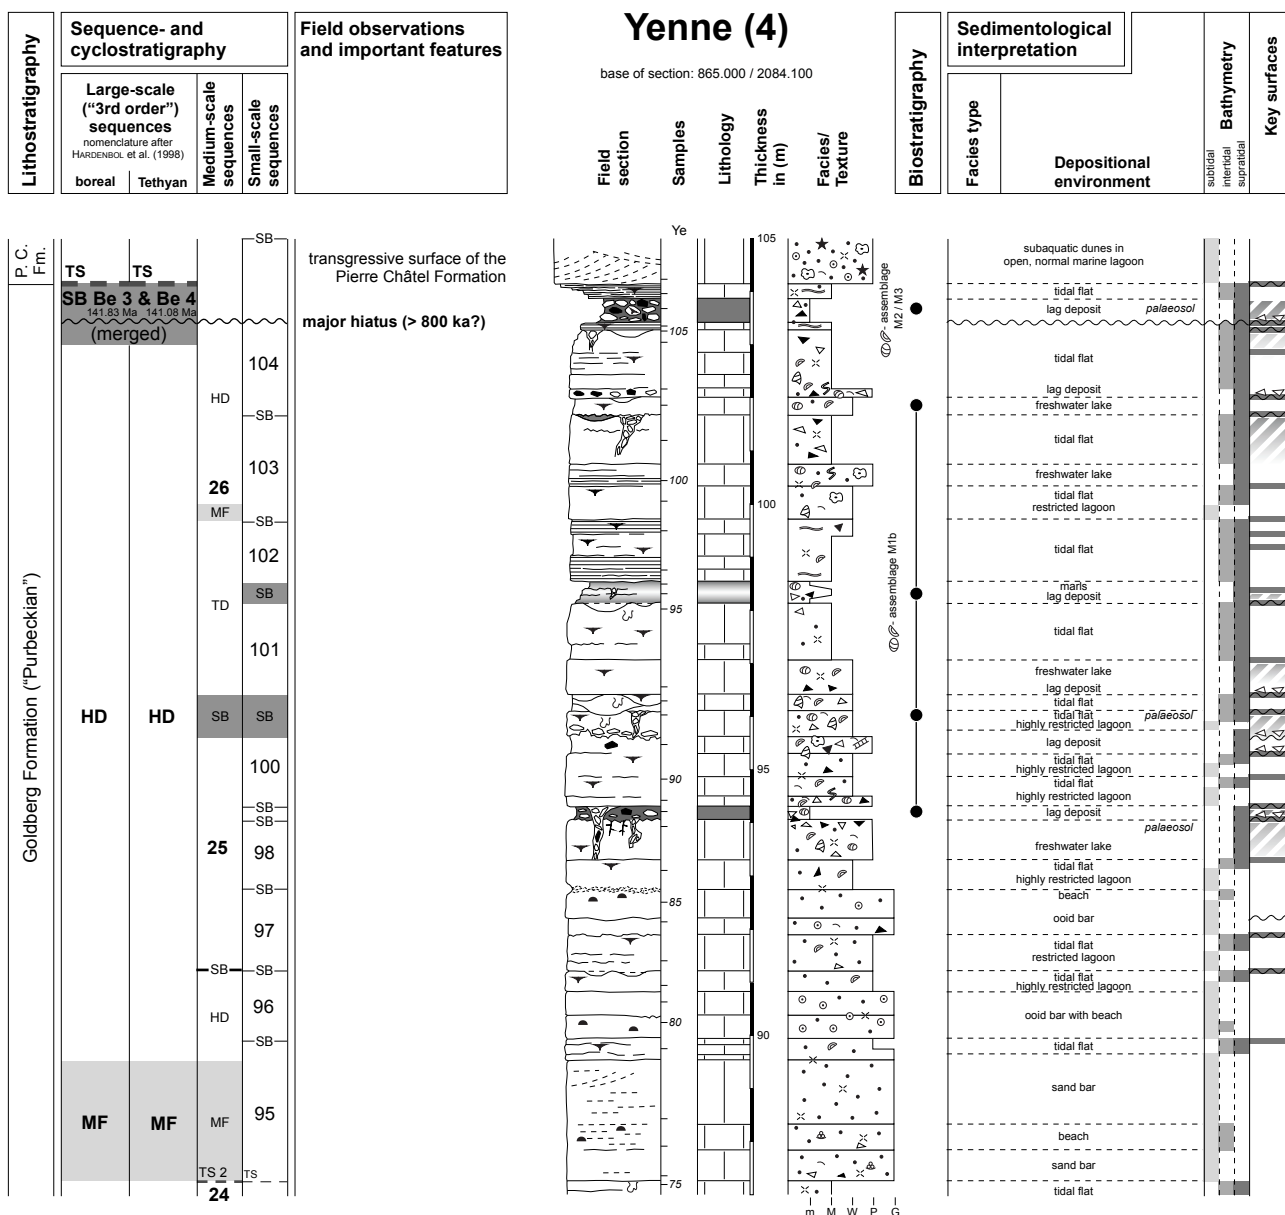 Yenne (4)
base of section: 865.000 / 2084.100
Lithostratigraphy
Sequence- and
cyclostratigraphy
Large-scale
("3rd order")
sequences
nomenclature after
HARDENBOL et al. (1998)
boreal
Tethyan
Medium-scale
sequences
Small-scale
sequences
Field observations
and important features
Field
section
Samples
Lithology
Thickness
in (m)
Facies/
Texture
Biostratigraphy
Sedimentological
interpretation
Facies type
Depositional
environment
Bathymetry
subtidal
intertidal
supratidal
Key surfaces
P. C.
Fm.
Goldberg Formation ("Purbeckian")
TS
TS
SB Be 3 & Be 4
141.83 Ma
141.08 Ma
(merged)
HD
HD
MF
MF
HD
26
MF
TD
SB
25
SB
HD
MF
TS 2
24
SB
104
SB
103
SB
102
SB
101
SB
100
SB
SB
98
SB
97
SB
96
SB
95
TS
transgressive surface of the
Pierre Châtel Formation
major hiatus (> 800 ka?)
Ye
105
100
95
90
85
80
75
105
100
95
90
m
M
W
P
G
- assemblage
M2 / M3
- assemblage M1b
subaquatic dunes in
open, normal marine lagoon
tidal flat
lag deposit
palaeosol
tidal flat
lag deposit
freshwater lake
tidal flat
freshwater lake
tidal flat
restricted lagoon
tidal flat
marls
lag deposit
tidal flat
freshwater lake
lag deposit
tidal flat
tidal flat
palaeosol
highly restricted lagoon
lag deposit
tidal flat
highly restricted lagoon
tidal flat
highly restricted lagoon
lag deposit
palaeosol
freshwater lake
tidal flat
highly restricted lagoon
beach
ooid bar
tidal flat
restricted lagoon
tidal flat
highly restricted lagoon
ooid bar with beach
tidal flat
sand bar
beach
sand bar
tidal flat